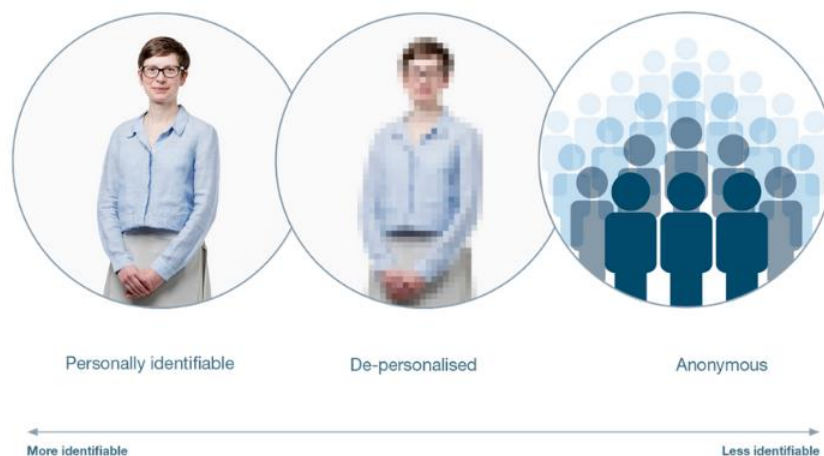 Personally identifiable
De-personalised
Anonymous
More identifiable
Less identifiable